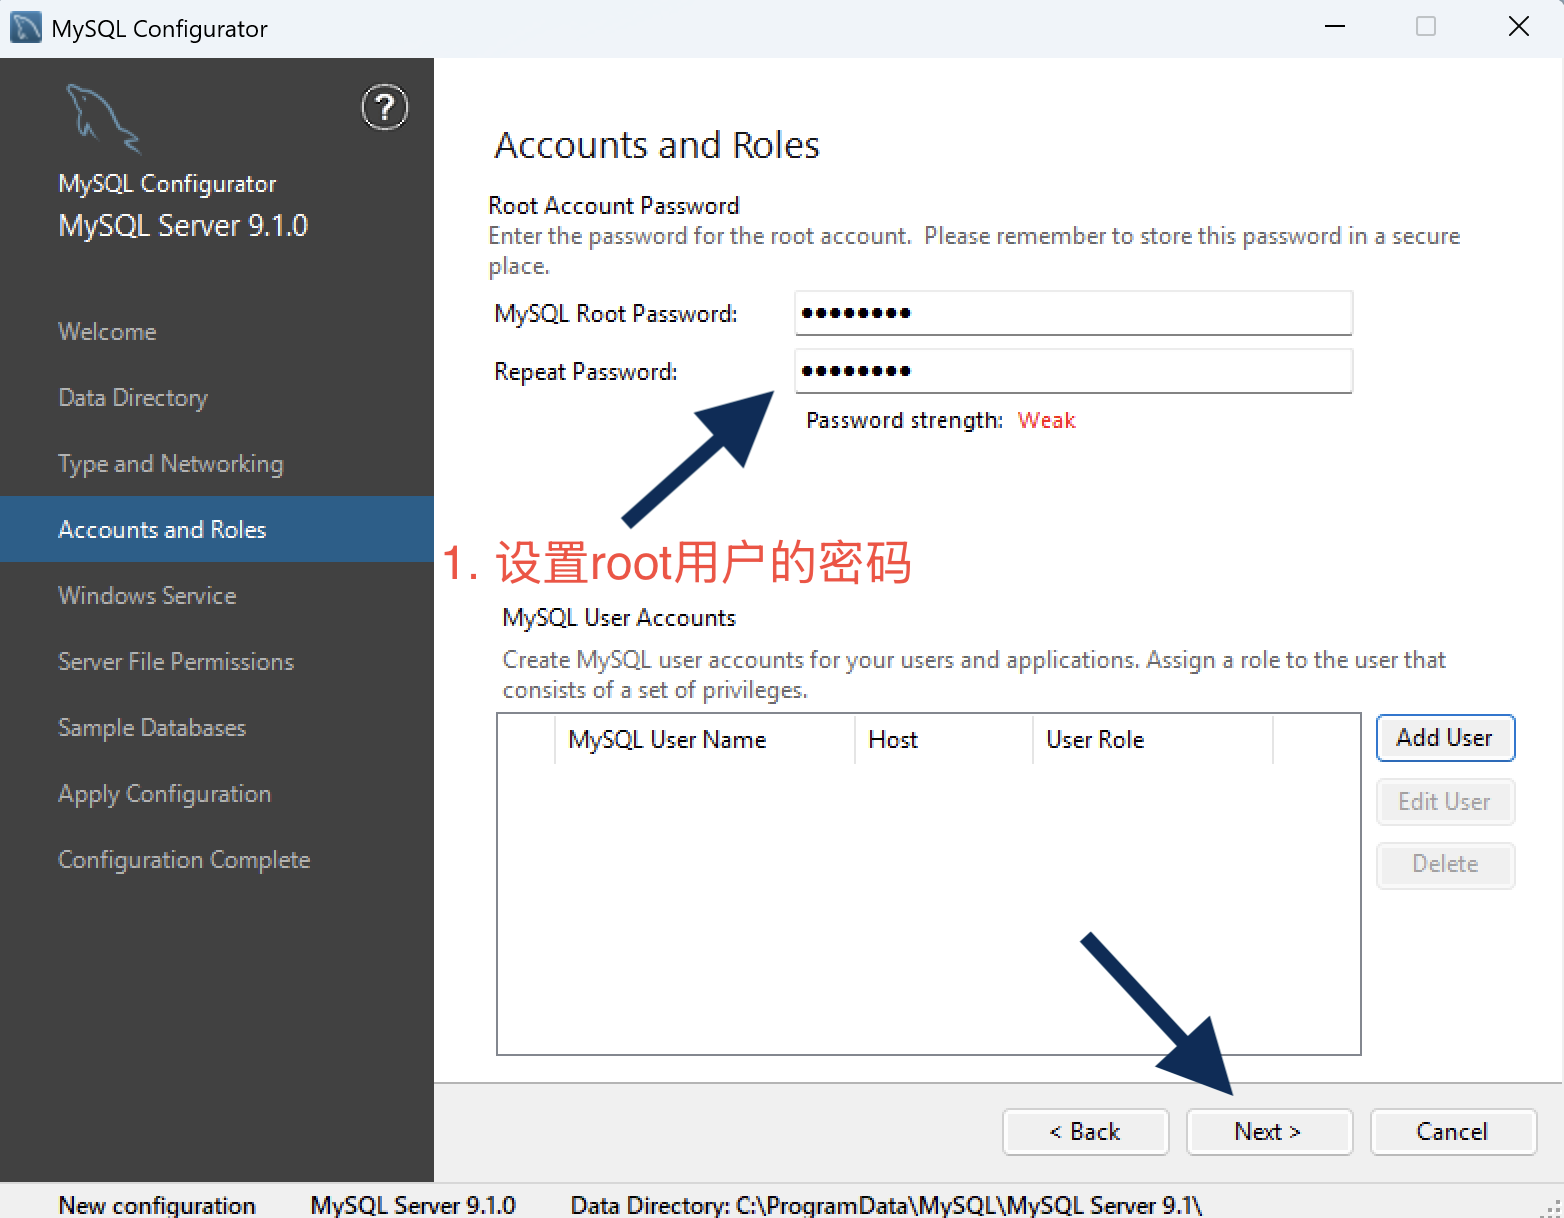 MySQL Configurator
?
MySQL Configurator
MySQL Server 9.1.0
Welcome
Data Directory
Type and Networking
Accounts and Roles
Windows Service
Server File Permissions
Sample Databases
Apply Configuration
Configuration Complete
Accounts and Roles
Root Account Password
Enter the password for the root account.  Please remember to store this password in a secure
place.
MySQL Root Password: ●●●●●●●●
Repeat Password: ●●●●●●●●
Password strength: Weak
1. 设置root用户的密码
MySQL User Accounts
Create MySQL user accounts for your users and applications. Assign a role to the user that
consists of a set of privileges.
MySQL User Name Host User Role
Add User
Edit User
Delete
< Back Next > Cancel
New configuration MySQL Server 9.1.0 Data Directory: C:\ProgramData\MySQL\MySQL Server 9.1\